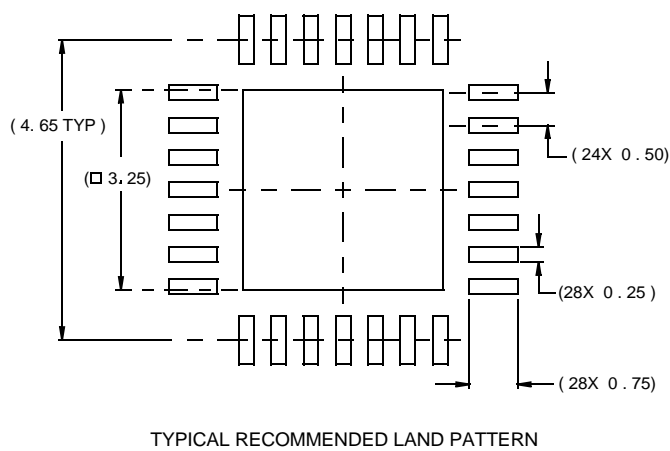 ( 4. 65 TYP )
(□ 3. 25)
( 24X 0 . 50)
(28X 0 . 25 )
( 28X 0 . 75)
TYPICAL RECOMMENDED LAND PATTERN